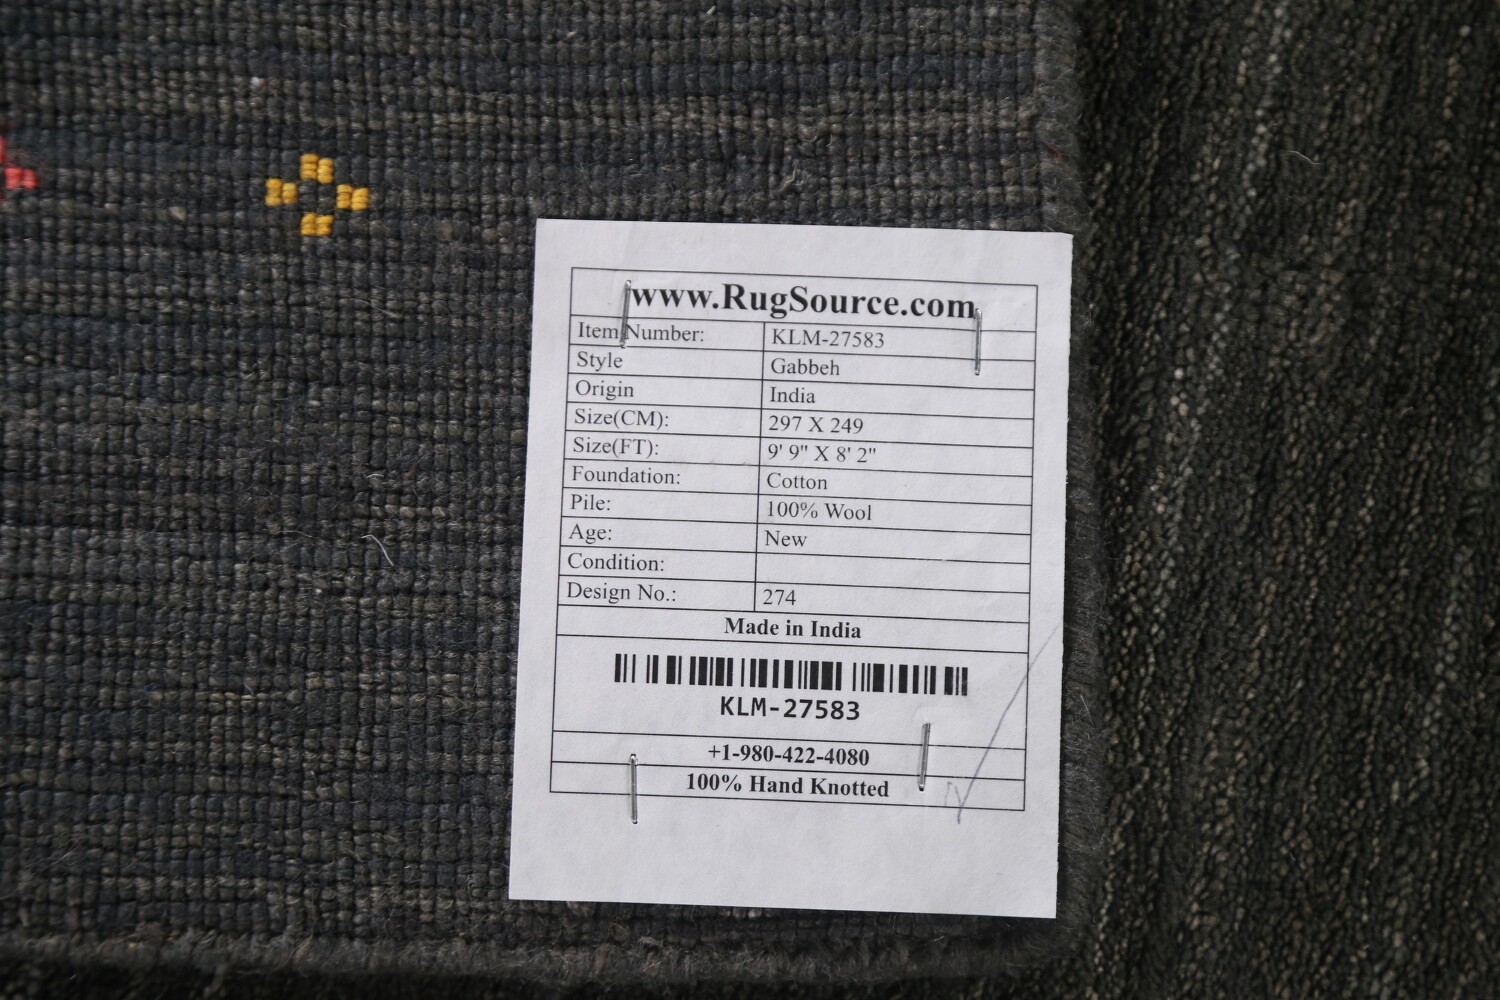 www.RugSource.com
Item Number: KLM-27583
Style Gabbeh
Origin India
Size(CM): 297 X 249
Size(FT): 9' 9" X 8' 2"
Foundation: Cotton
Pile: 100% Wool
Age: New
Condition:
Design No.: 274
Made in India
KLM-27583
+1-980-422-4080
100% Hand Knotted